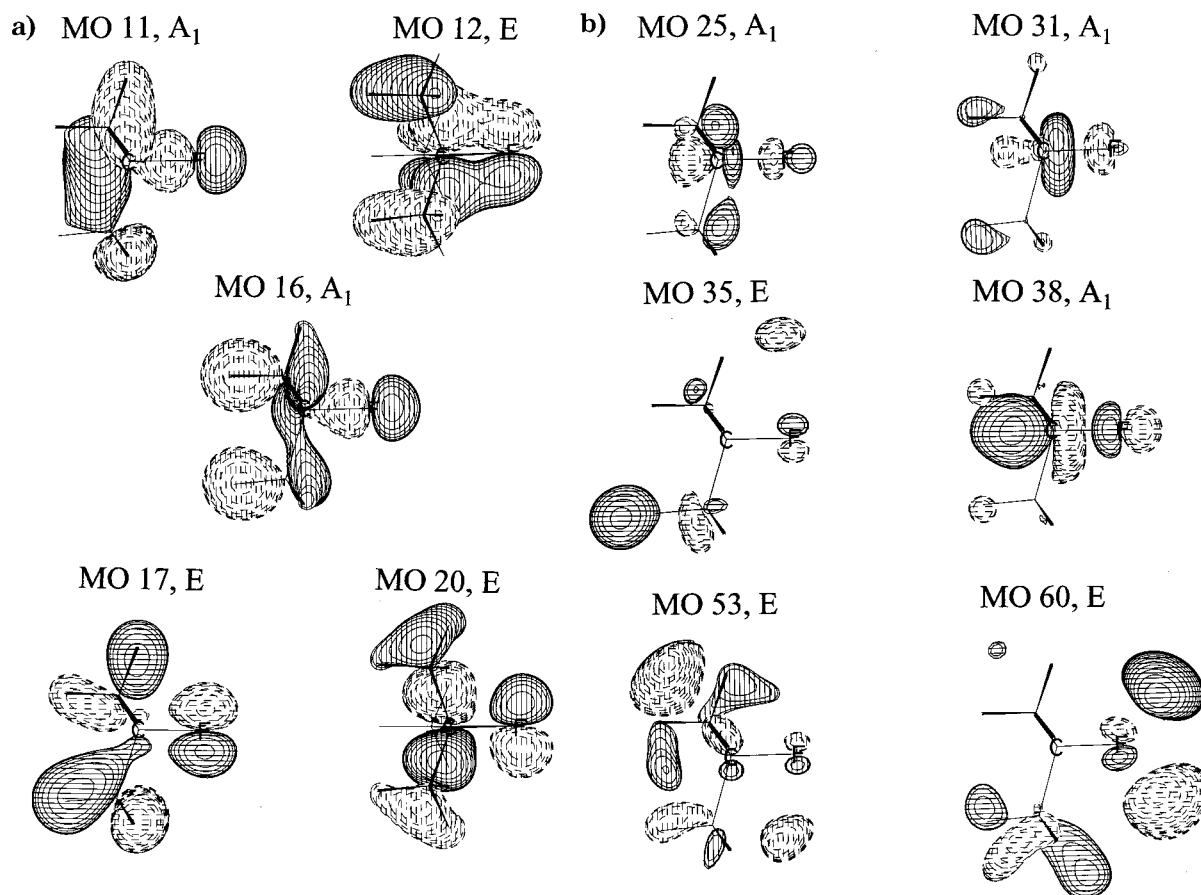 a) MO 11, A₁
MO 12, E
b) MO 25, A₁
MO 31, A₁
C
F
MO 16, A₁
MO 35, E
MO 38, A₁
C
C
F
MO 17, E
MO 20, E
MO 53, E
MO 60, E
C
F
F
C
F
C
F